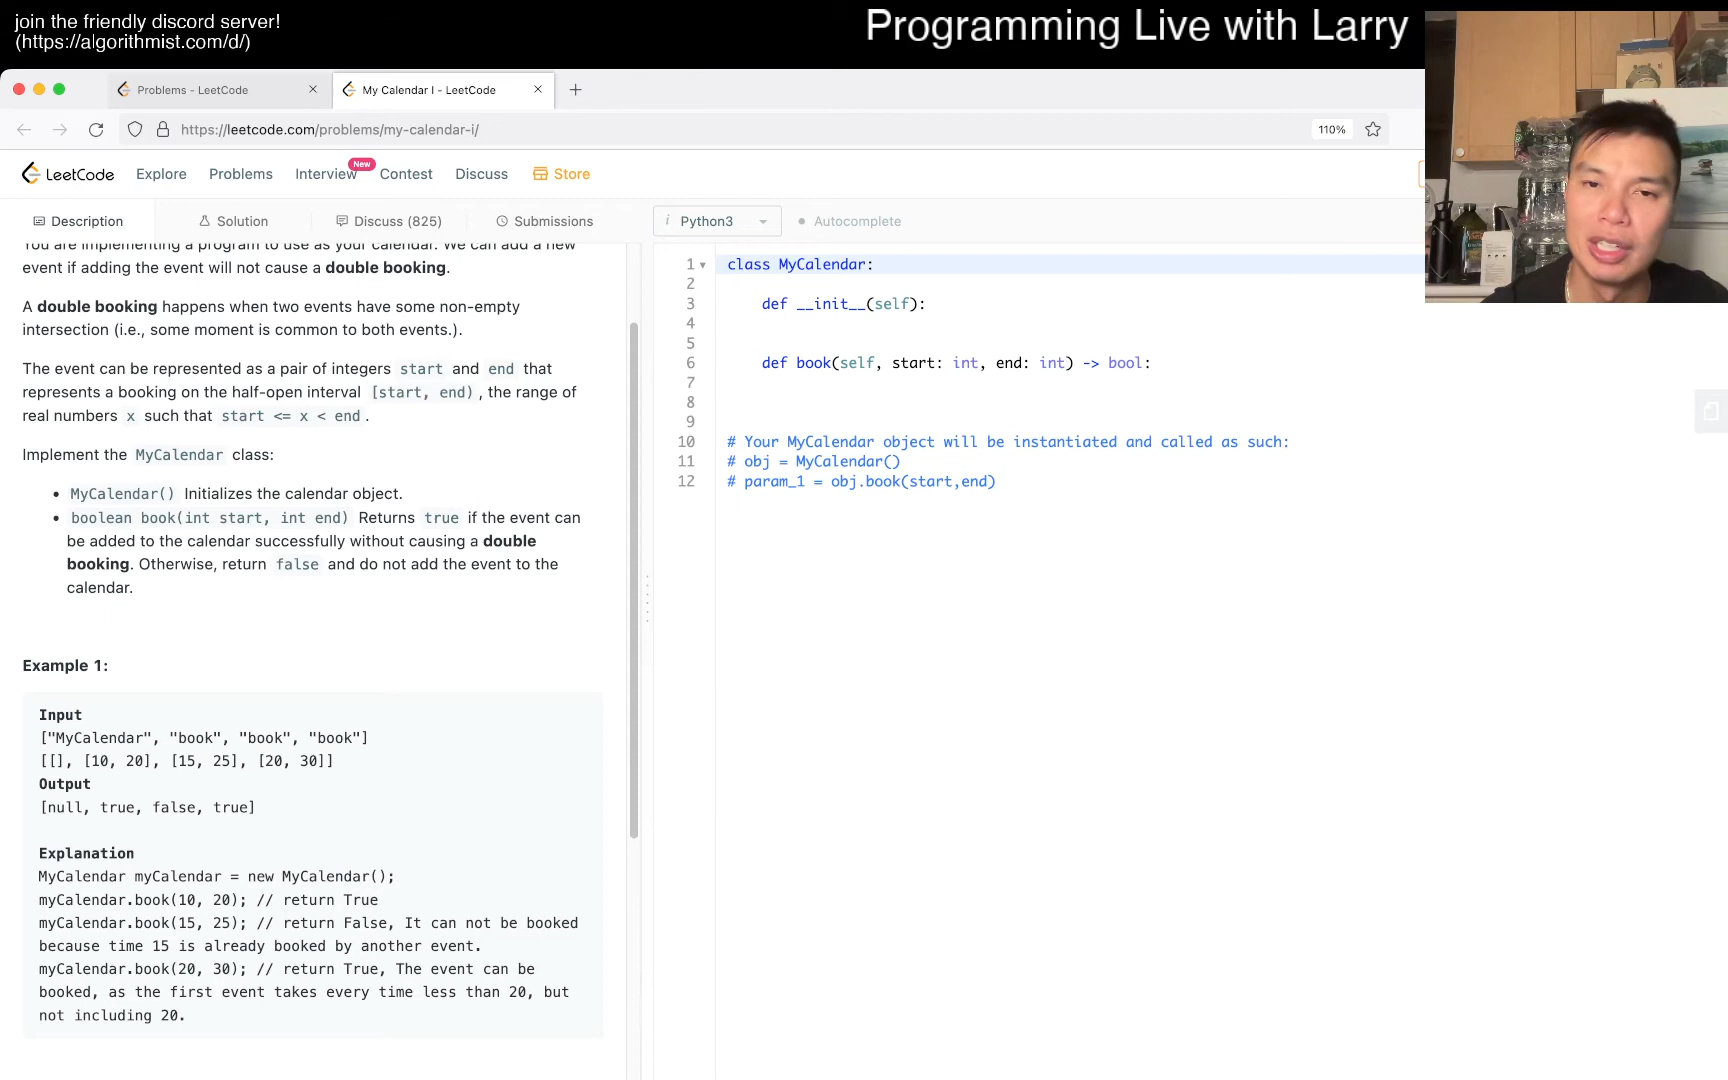 join the friendly discord server!
(https://algorithmist.com/d/)
Programming Live with Larry
Problems - LeetCode
My Calendar I - LeetCode
https://leetcode.com/problems/my-calendar-i/
110%
LeetCode
Explore
Problems
Interview
New
Contest
Discuss
Store
Description
Solution
Discuss (825)
Submissions
i Python3
Autocomplete
You are implementing a program to use as your calendar. We can add a new
event if adding the event will not cause a double booking.
A double booking happens when two events have some non-empty
intersection (i.e., some moment is common to both events.).
The event can be represented as a pair of integers start and end that
represents a booking on the half-open interval [start, end), the range of
real numbers x such that start <= x < end.
Implement the MyCalendar class:
• MyCalendar() Initializes the calendar object.
• boolean book(int start, int end) Returns true if the event can
be added to the calendar successfully without causing a double
booking. Otherwise, return false and do not add the event to the
calendar.
Example 1:
Input
["MyCalendar", "book", "book", "book"]
[[], [10, 20], [15, 25], [20, 30]]
Output
[null, true, false, true]
Explanation
MyCalendar myCalendar = new MyCalendar();
myCalendar.book(10, 20); // return True
myCalendar.book(15, 25); // return False, It can not be booked
because time 15 is already booked by another event.
myCalendar.book(20, 30); // return True, The event can be
booked, as the first event takes every time less than 20, but
not including 20.
1 class MyCalendar:
2
3 def __init__(self):
4
5
6 def book(self, start: int, end: int) -> bool:
7
8
9
10 # Your MyCalendar object will be instantiated and called as such:
11 # obj = MyCalendar()
12 # param_1 = obj.book(start,end)